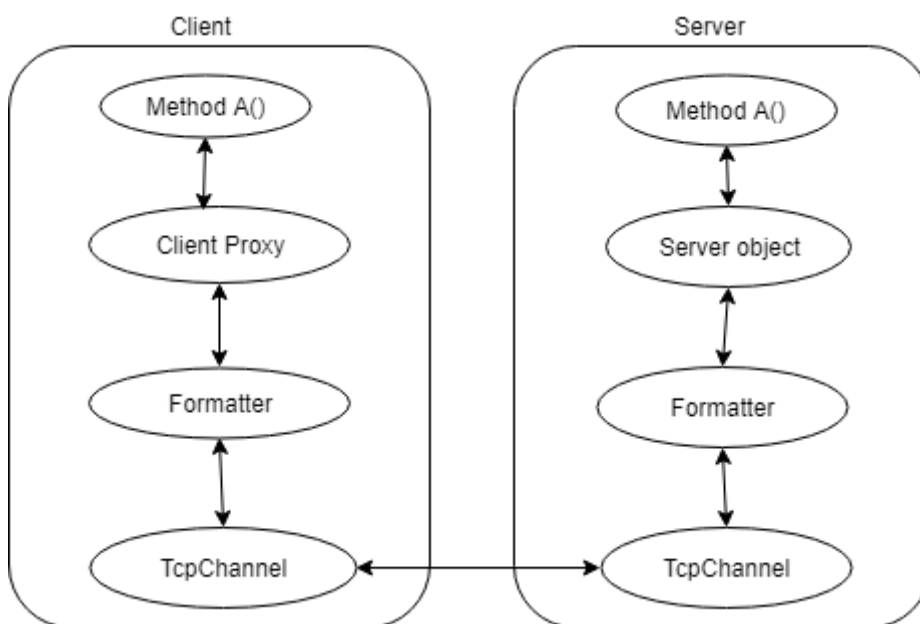 Client
Method A()
Client Proxy
Formatter
TcpChannel
Server
Method A()
Server object
Formatter
TcpChannel